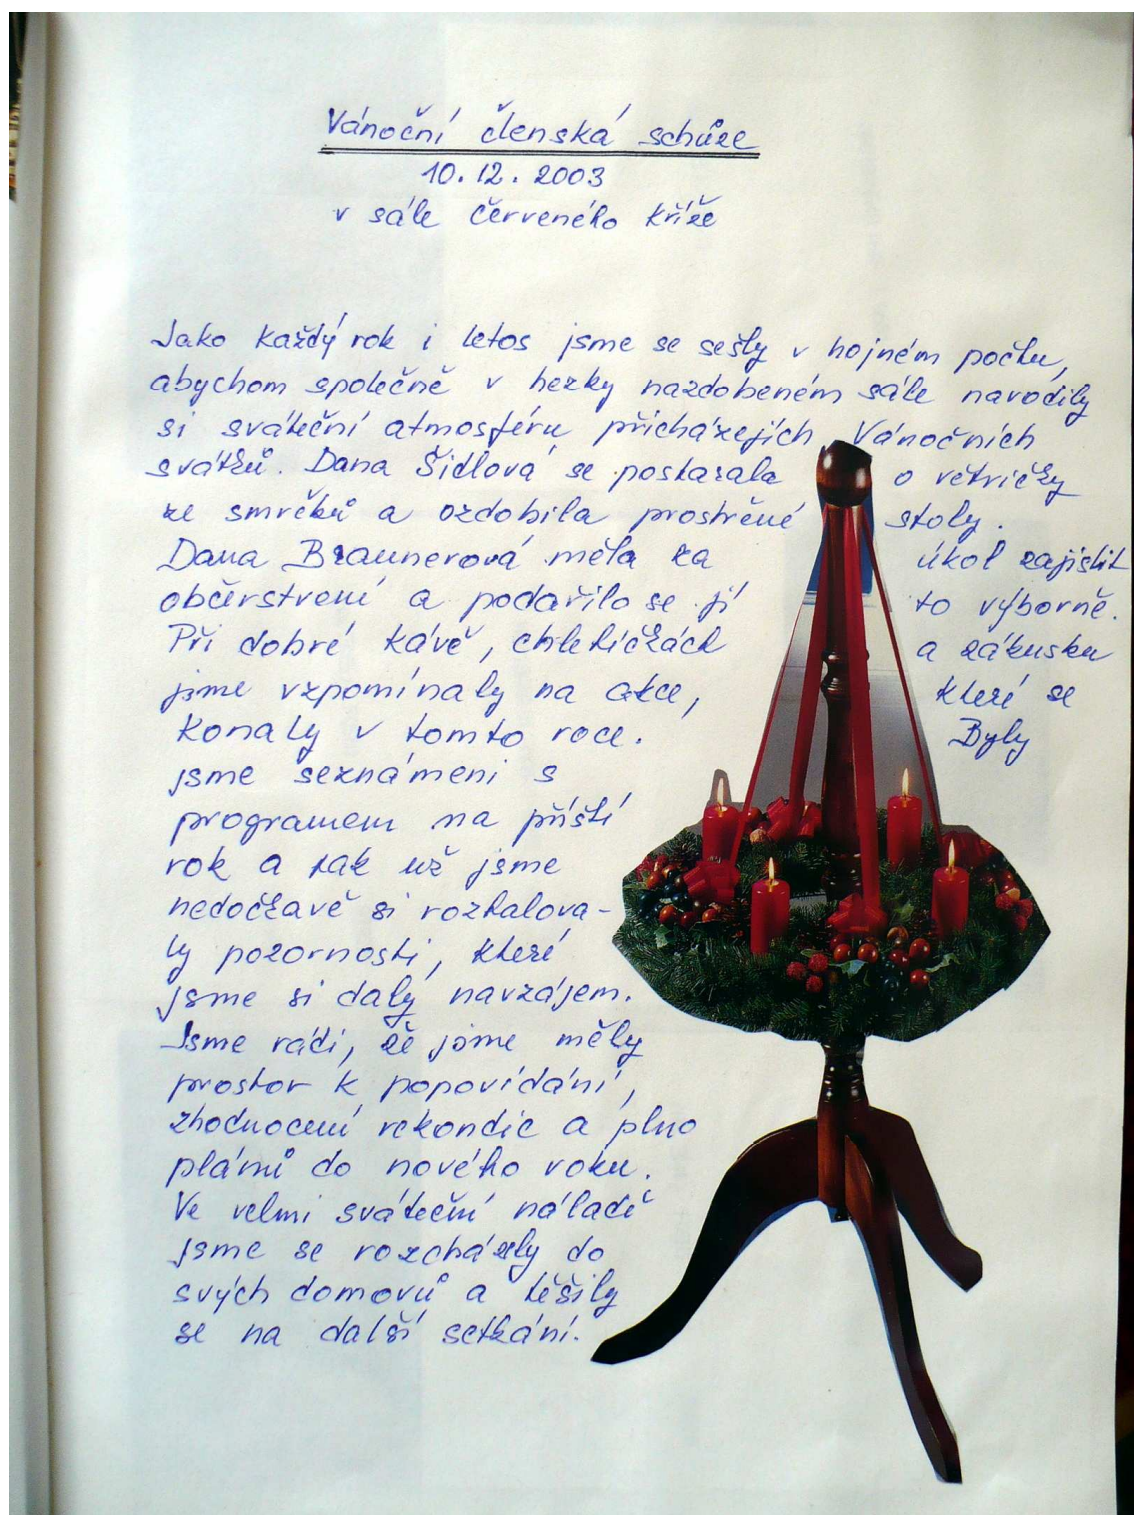 Vánoční členská schůze
10.12.2003
v sále Červeného kříže
Jako každý rok i letos jsme se sešly v hojném počtu,
abychom společně v hezky nazdobeném sále navodily
si sváteční atmosféru přicházejích Vánočních
svátků. Dana Šídlová se postarala o větvičky
ze smrčků a ozdobila prostřené stoly.
Dana Braunerová měla za úkol zajistit
občerstvení a podařilo se jí to výborně.
Při dobré kávě, chlebíčkách a zákusku
jsme vzpomínaly na akce, které se
konaly v tomto roce. Byly
jsme seznámeni s
programem na příští
rok a tak už jsme
nedočkavě si rozbalova-
ly pozornosti, které
jsme si daly navzájem.
Jsme rádi, že jsme měly
prostor k popovídání,
zhodnocení rekondic a plno
plánů do nového roku.
Ve velmi sváteční náladě
jsme se rozcházely do
svých domovů a těšily
se na další setkání.